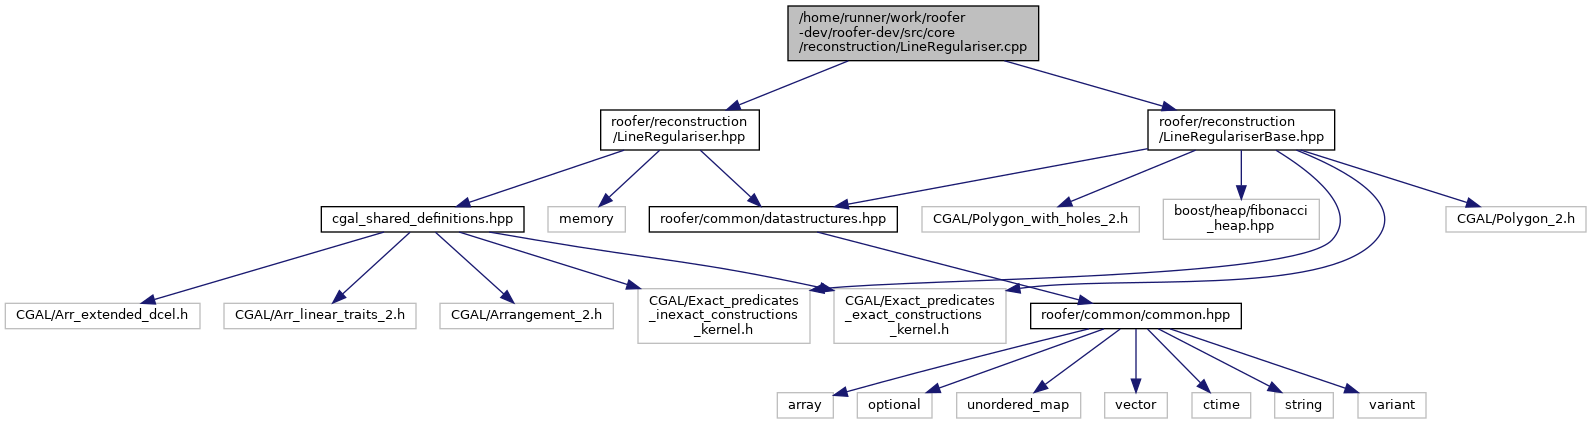 /home/runner/work/roofer
-dev/roofer-dev/src/core
/reconstruction/LineRegulariser.cpp
roofer/reconstruction
/LineRegulariser.hpp
roofer/reconstruction
/LineRegulariserBase.hpp
cgal_shared_definitions.hpp
memory
roofer/common/datastructures.hpp
CGAL/Polygon_with_holes_2.h
boost/heap/fibonacci
_heap.hpp
CGAL/Polygon_2.h
CGAL/Arr_extended_dcel.h
CGAL/Arr_linear_traits_2.h
CGAL/Arrangement_2.h
CGAL/Exact_predicates
_inexact_constructions
_kernel.h
CGAL/Exact_predicates
_exact_constructions
_kernel.h
roofer/common/common.hpp
array
optional
unordered_map
vector
ctime
string
variant